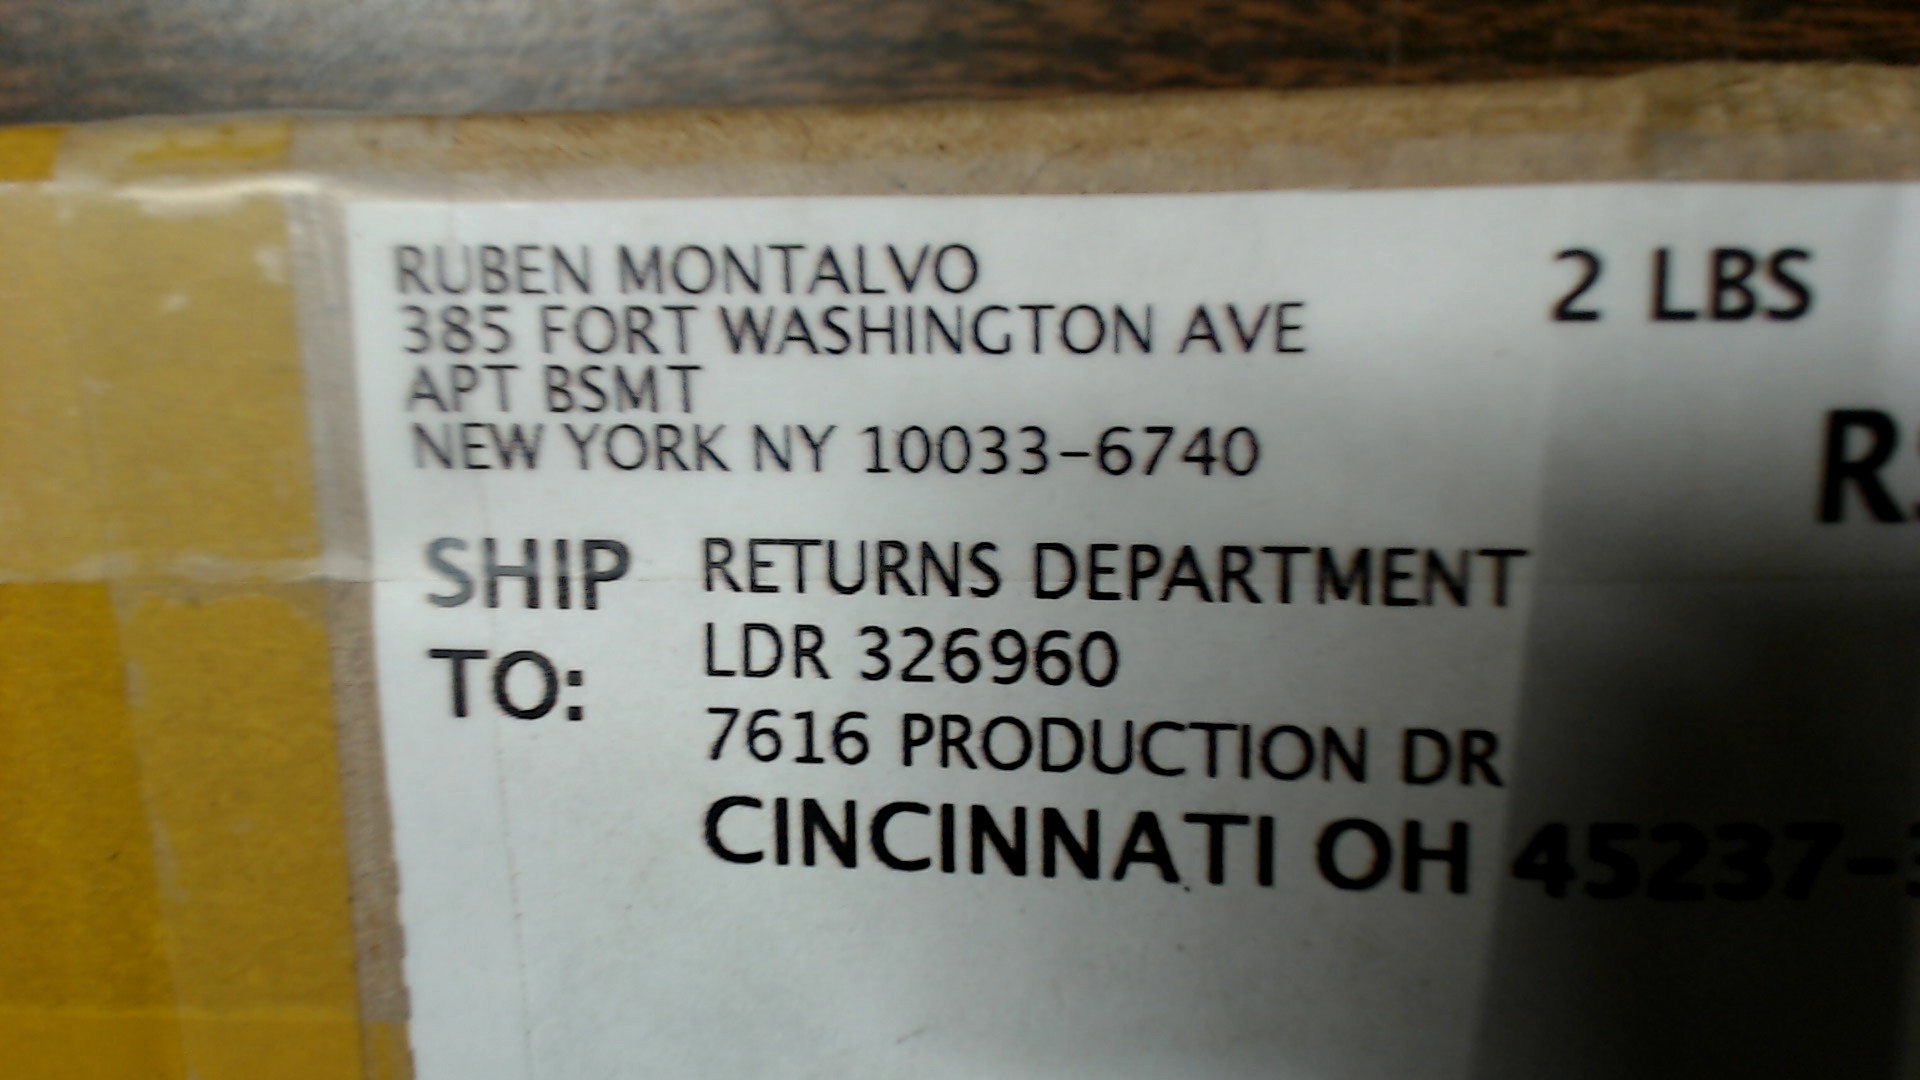 RUBEN MONTALVO
385 FORT WASHINGTON AVE
APT BSMT
NEW YORK NY 10033-6740
2 LBS
SHIP TO:
RETURNS DEPARTMENT
LDR 326960
7616 PRODUCTION DR
CINCINNATI OH 45237-